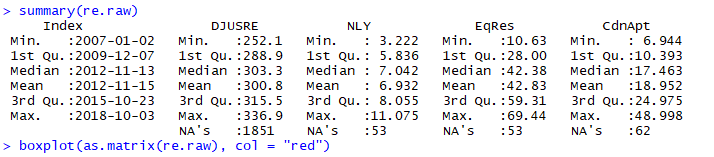 > summary(re.raw)
     Index                DJUSRE           NLY             EqRes           CdnApt
 Min.   :2007-01-02   Min.   :252.1   Min.   : 3.222   Min.   :10.63   Min.   : 6.944
 1st Qu.:2009-12-07   1st Qu.:288.9   1st Qu.: 5.836   1st Qu.:28.00   1st Qu.:10.393
 Median :2012-11-13   Median :303.3   Median : 7.042   Median :42.38   Median :17.463
 Mean   :2012-11-15   Mean   :300.8   Mean   : 6.932   Mean   :42.83   Mean   :18.952
 3rd Qu.:2015-10-23   3rd Qu.:315.5   3rd Qu.: 8.055   3rd Qu.:59.31   3rd Qu.:24.975
 Max.   :2018-10-03   Max.   :336.9   Max.   :11.075   Max.   :69.44   Max.   :48.998
                      NA's   :1851    NA's   :53       NA's   :53      NA's   :62
> boxplot(as.matrix(re.raw), col = "red")